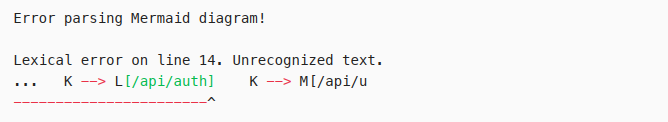 Error parsing Mermaid diagram!
Lexical error on line 14. Unrecognized text.
...   K --> L[/api/auth]    K --> M[/api/u
-----------------------^